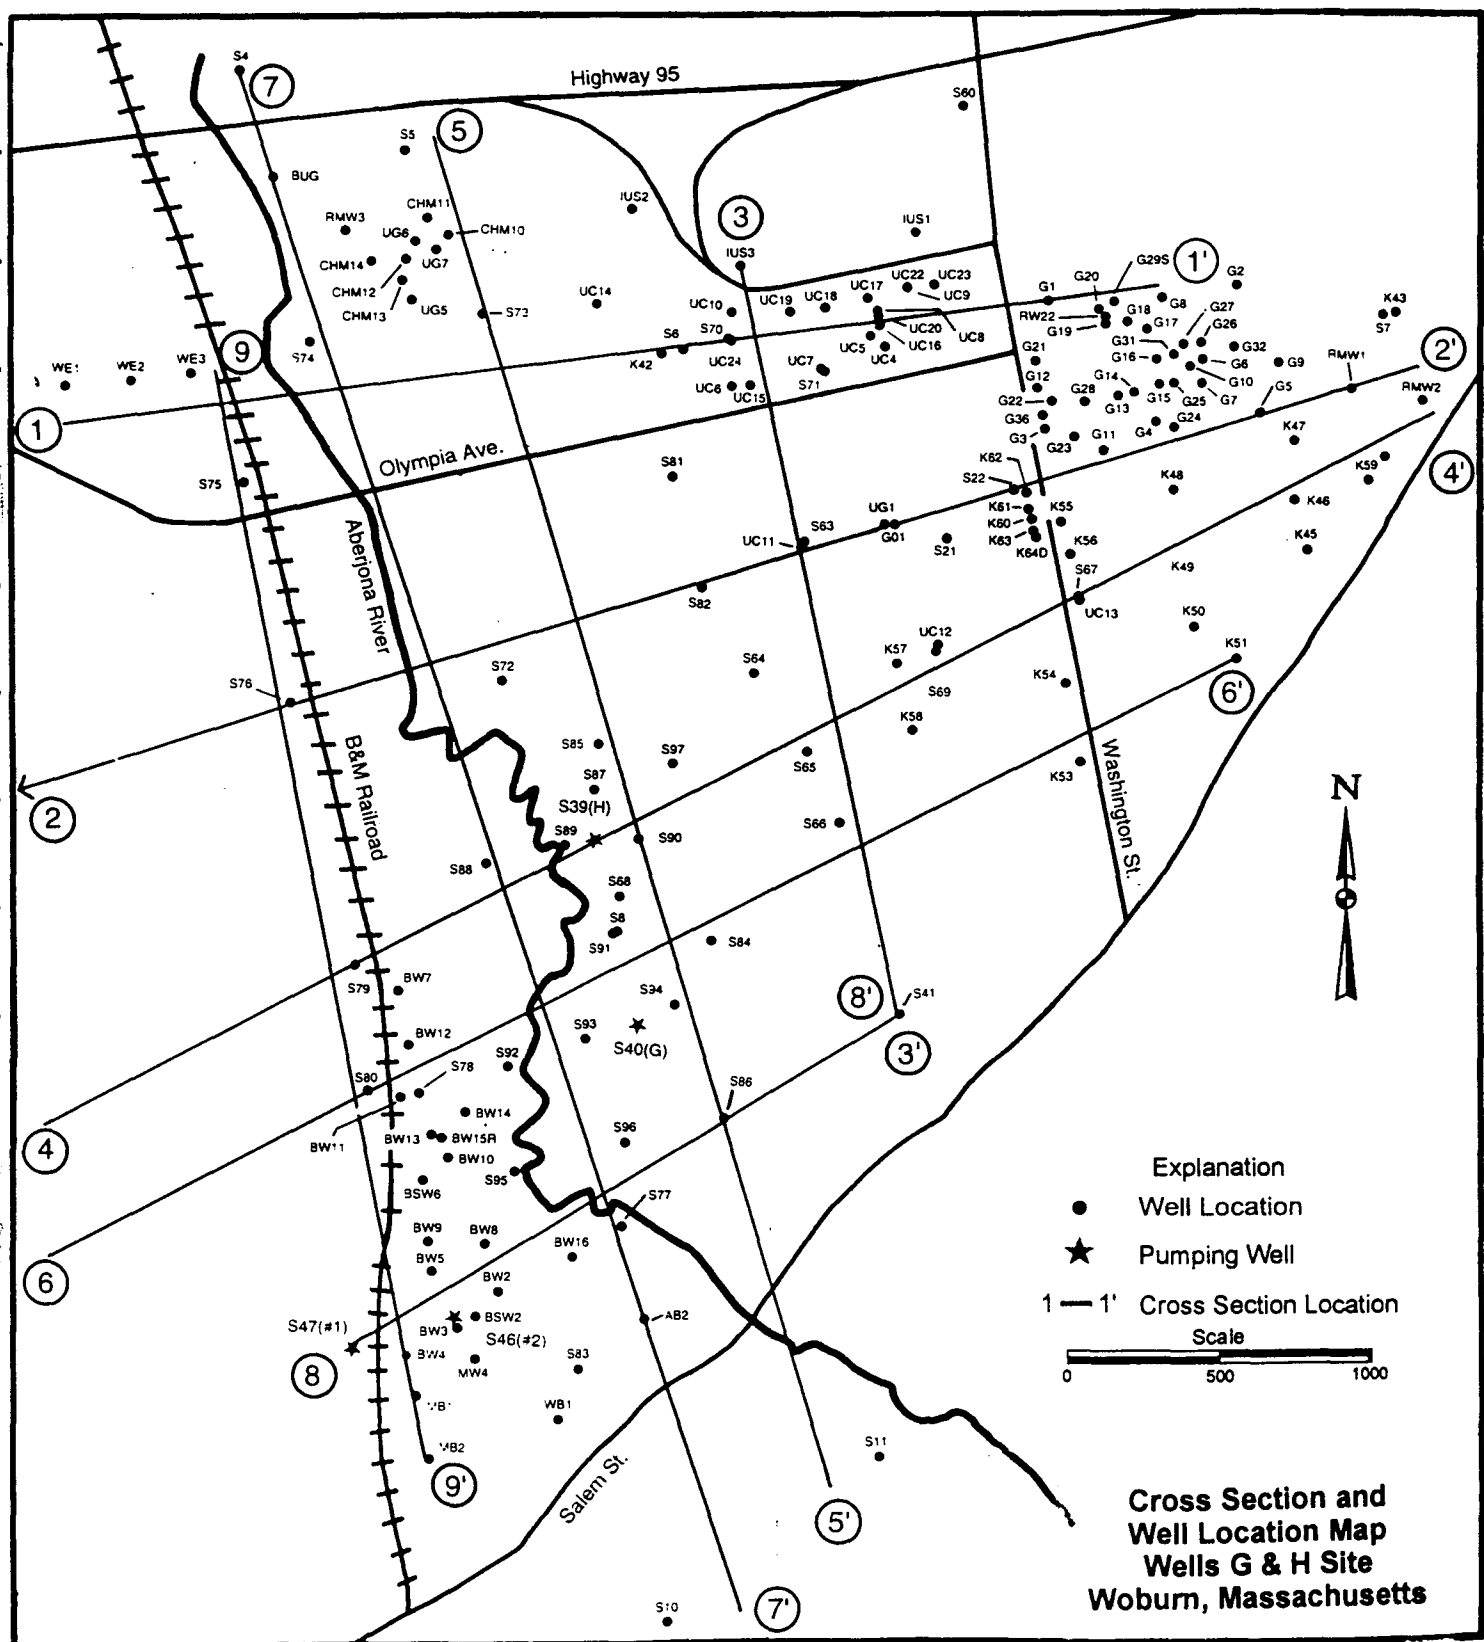 S4
7
Highway 95
S60
5
S5
BUG
IUS2
3
IUS1
RMW3
CHM11
CHM10
UG6
UG7
CHM14
CHM12
CHM13
UG5
IUS3
S73
UC14
UC10
UC19
UC18
UC17
UC22
UC23
UC9
UC8
UC20
UC16
UC5
UC4
S6
S70
K42
UC24
UC7
S71
UC6
UC15
G1
G20
G29S
1'
G2
RW22
G19
G18
G8
G17
G27
G26
K43
S7
G21
G31
G16
G32
G6
G9
G10
RMW1
2'
RMW2
G12
G22
G28
G14
G13
G15
G25
G7
G5
G36
G3
G23
G11
G4
G24
WE1
WE2
WE3
9
S74
1
Olympia Ave.
S75
S81
K62
S22
K61
K60
K63
K64D
K55
K48
K47
K59
K46
4'
K45
UG1
G01
S21
S63
UC11
Aberjona River
S82
K56
S67
K49
UC13
K50
K51
6'
UC12
K57
S69
K58
K54
K53
Washington St.
S76
S72
S64
S85
S97
S87
S65
S39(H)
S89
S90
S66
S88
B&M Railroad
2
N
S68
S8
S91
S84
S79
BW7
8'
S41
S94
S93
S40(G)
3'
BW12
S80
S78
S92
S86
BW11
BW14
BW13
BW15R
BW10
S96
S95
BSW6
4
6
S77
BW9
BW8
BW5
BW16
BW2
S47(#1)
BW3
BSW2
S46(#2)
8
BW4
MW4
S83
AB2
WB1
9'
S11
Salem St.
5'
7'
S10
Explanation
Well Location
Pumping Well
1 — 1' Cross Section Location
Scale
0 500 1000
Cross Section and
Well Location Map
Wells G & H Site
Woburn, Massachusetts